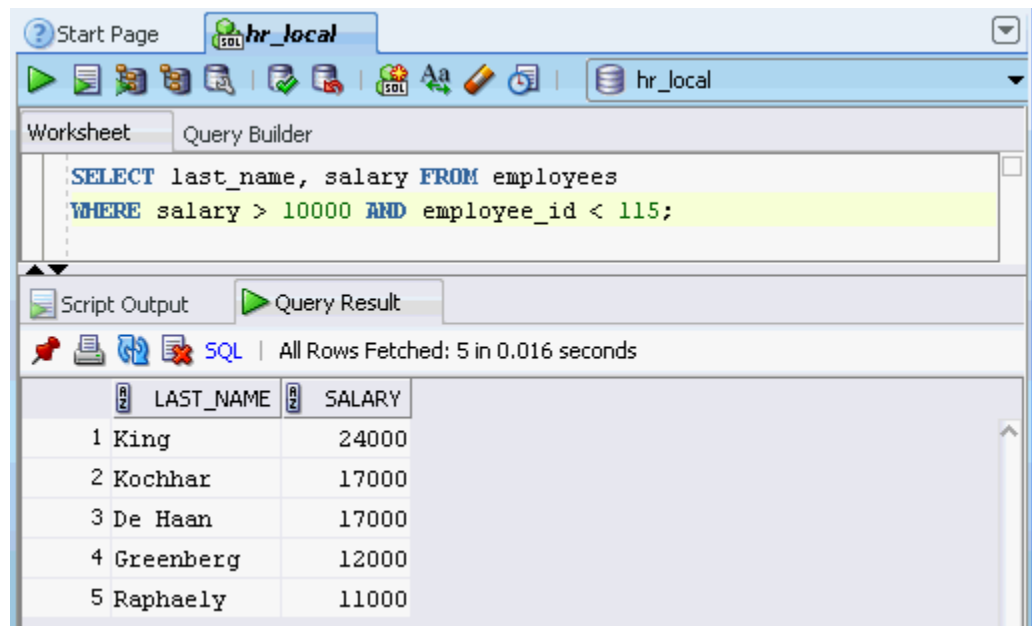 Start Page hr_local
hr_local
Worksheet Query Builder
SELECT last_name, salary FROM employees
WHERE salary > 10000 AND employee_id < 115;
Script Output Query Result
SQL | All Rows Fetched: 5 in 0.016 seconds
LAST_NAME SALARY
1 King 24000
2 Kochhar 17000
3 De Haan 17000
4 Greenberg 12000
5 Raphaely 11000